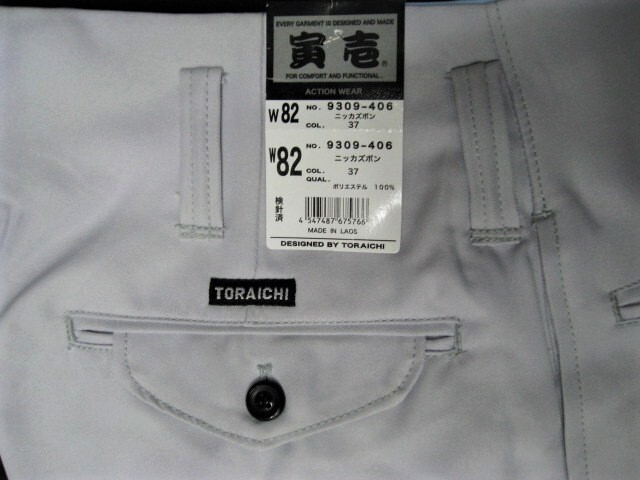 EVERY GARMENT IS DESIGNED AND MADE
寅壱®
FOR COMFORT AND FUNCTIONAL.
ACTION WEAR
W82 NO. 9309-406
ニッカズボン
COL. 37
W82 NO. 9309-406
ニッカズボン
COL. 37
QUAL.
ポリエステル 100%
検針済
4 547487 675766
MADE IN LAOS
DESIGNED BY TORAICHI
TORAICHI